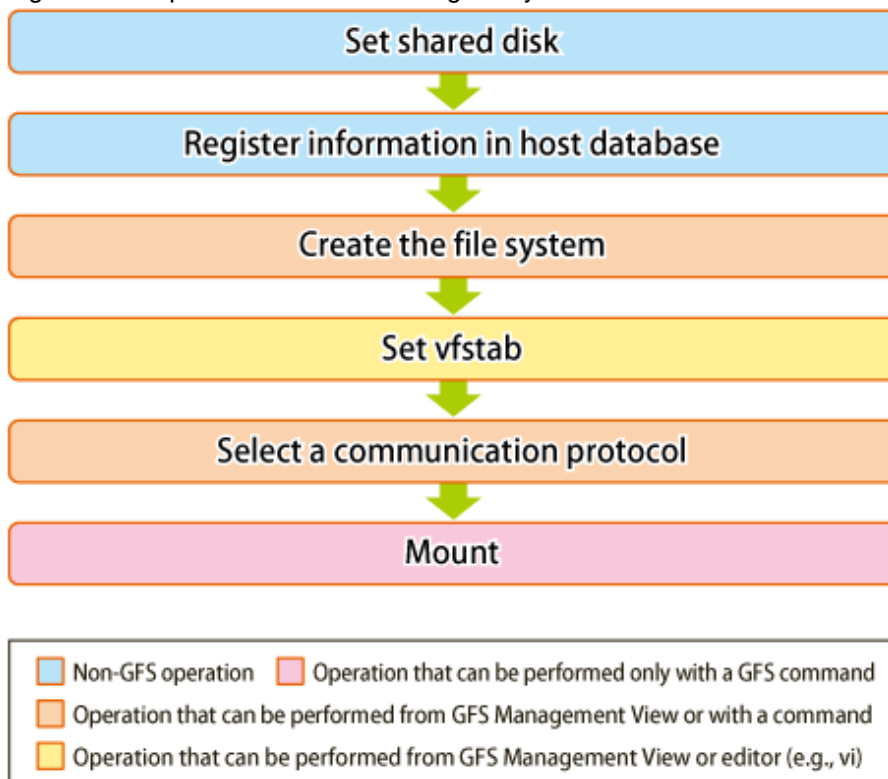 Set shared disk
Register information in host database
Create the file system
Set vfstab
Select a communication protocol
Mount
Non-GFS operation Operation that can be performed only with a GFS command
Operation that can be performed from GFS Management View or with a command
Operation that can be performed from GFS Management View or editor (e.g., vi)